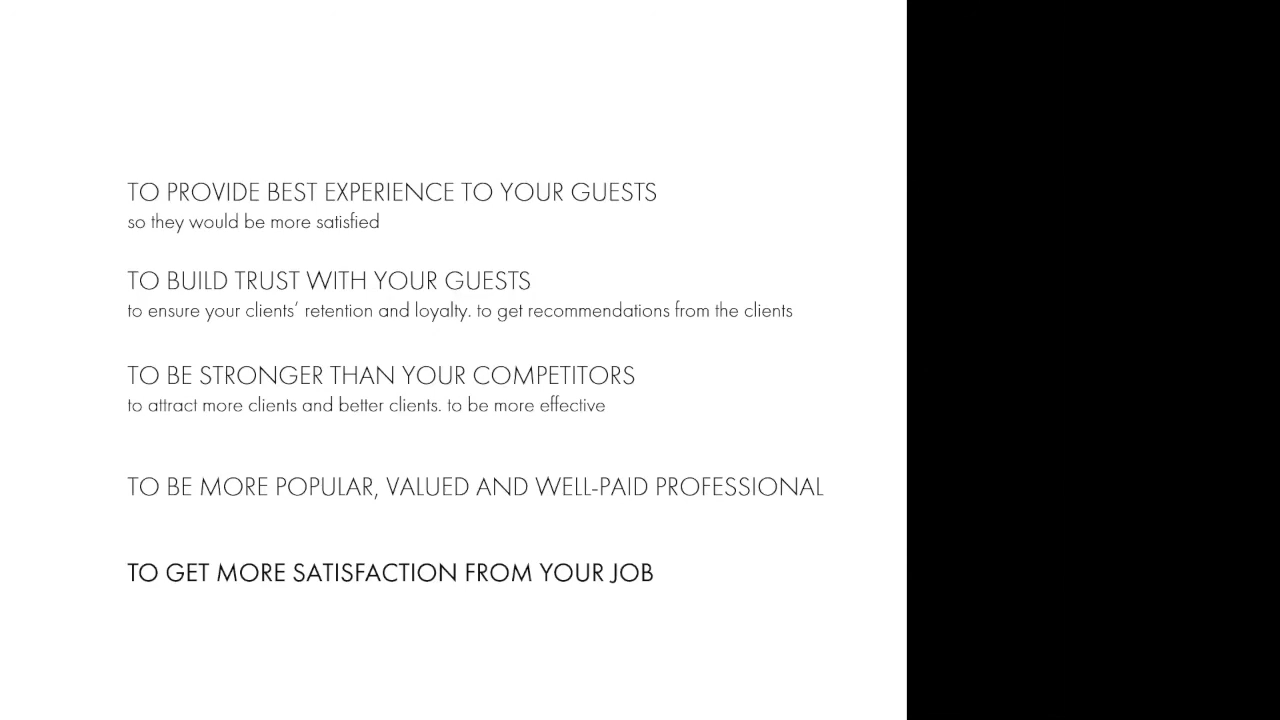 TO PROVIDE BEST EXPERIENCE TO YOUR GUESTS
so they would be more satisfied
TO BUILD TRUST WITH YOUR GUESTS
to ensure your clients’ retention and loyalty. to get recommendations from the clients
TO BE STRONGER THAN YOUR COMPETITORS
to attract more clients and better clients. to be more effective
TO BE MORE POPULAR, VALUED AND WELL-PAID PROFESSIONAL
TO GET MORE SATISFACTION FROM YOUR JOB